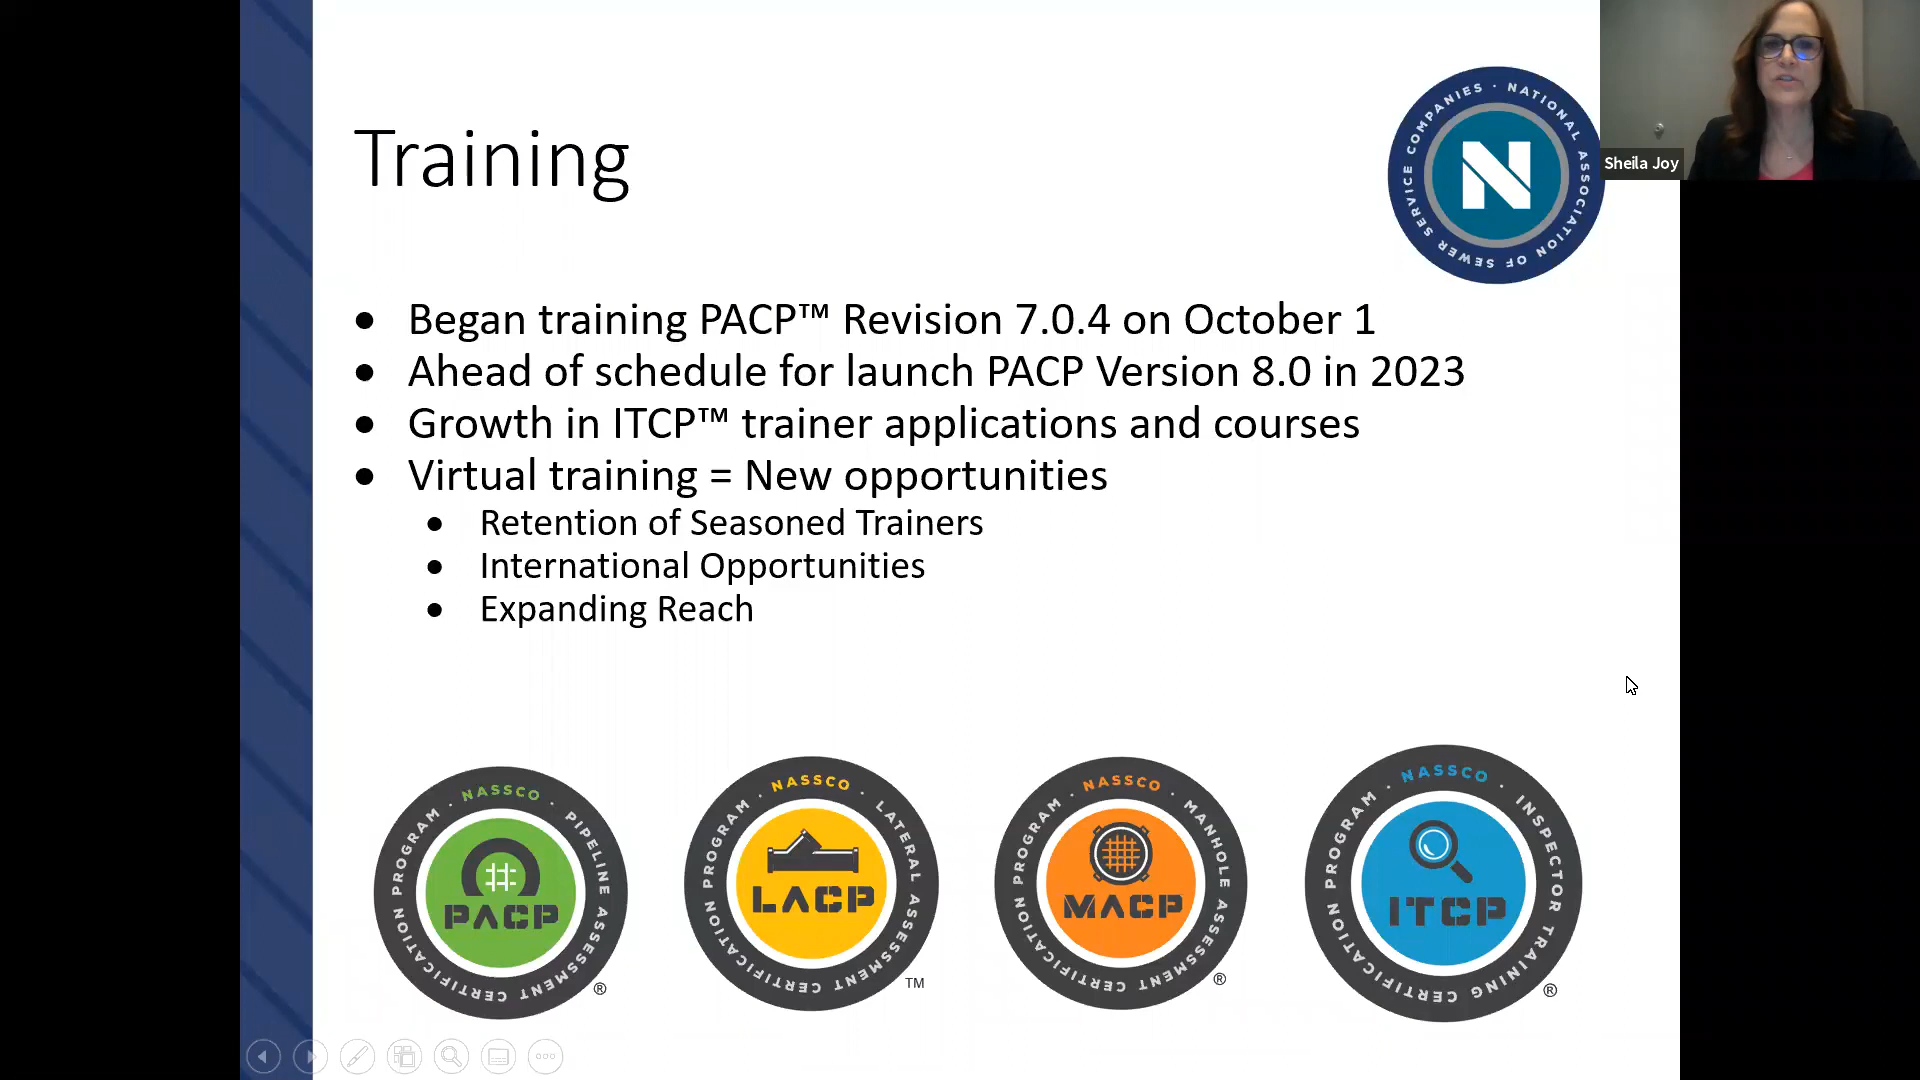 Training
NATIONAL ASSOCIATION OF SEWER SERVICE COMPANIES ·
N
Sheila Joy
• Began training PACP™ Revision 7.0.4 on October 1
• Ahead of schedule for launch PACP Version 8.0 in 2023
• Growth in ITCP™ trainer applications and courses
• Virtual training = New opportunities
• Retention of Seasoned Trainers
• International Opportunities
• Expanding Reach
NASSCO · PIPELINE ASSESSMENT CERTIFICATION PROGRAM ·
PACP
®
NASSCO · LATERAL ASSESSMENT CERTIFICATION PROGRAM ·
LACP
TM
NASSCO · MANHOLE ASSESSMENT CERTIFICATION PROGRAM ·
MACP
®
NASSCO · INSPECTOR TRAINING CERTIFICATION PROGRAM ·
ITCP
®